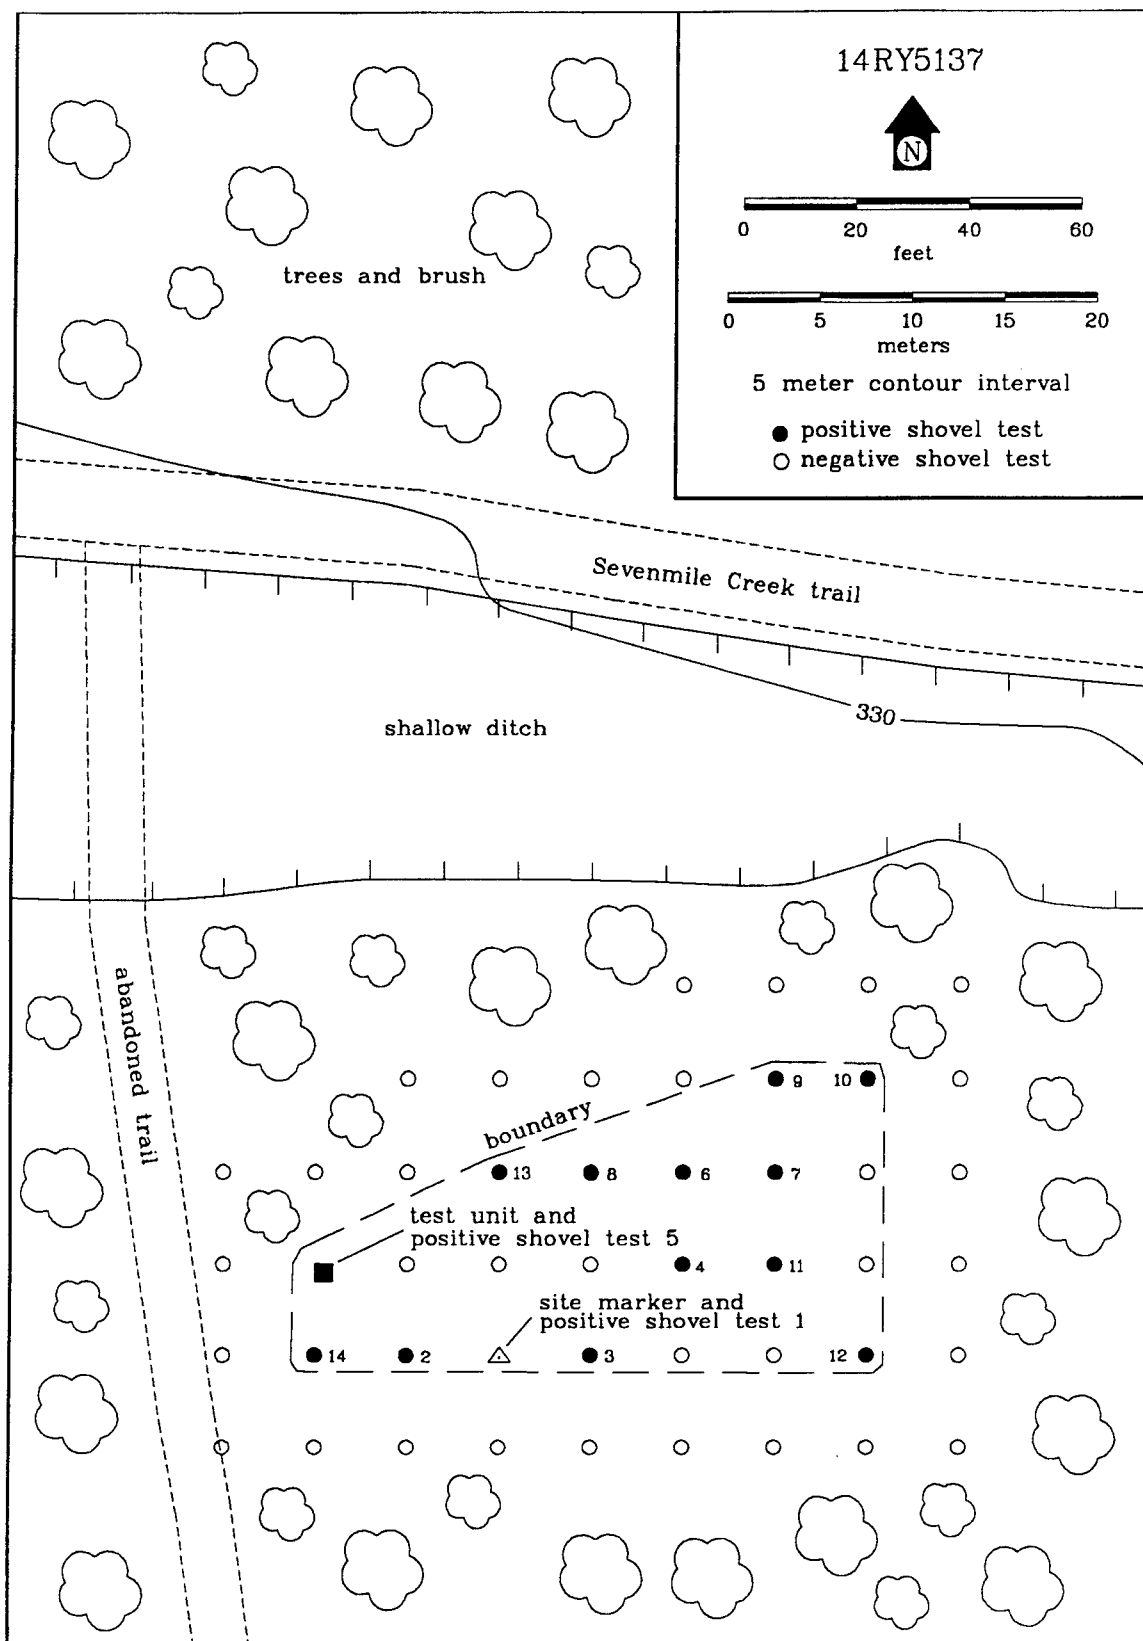 14RY5137
N
0 20 40 60
feet
0 5 10 15 20
meters
5 meter contour interval
positive shovel test
negative shovel test
trees and brush
Sevenmile Creek trail
330
shallow ditch
abandoned trail
boundary
9 10
13 8 6 7
test unit and
positive shovel test 5
4 11
site marker and
positive shovel test 1
14 2 3 12